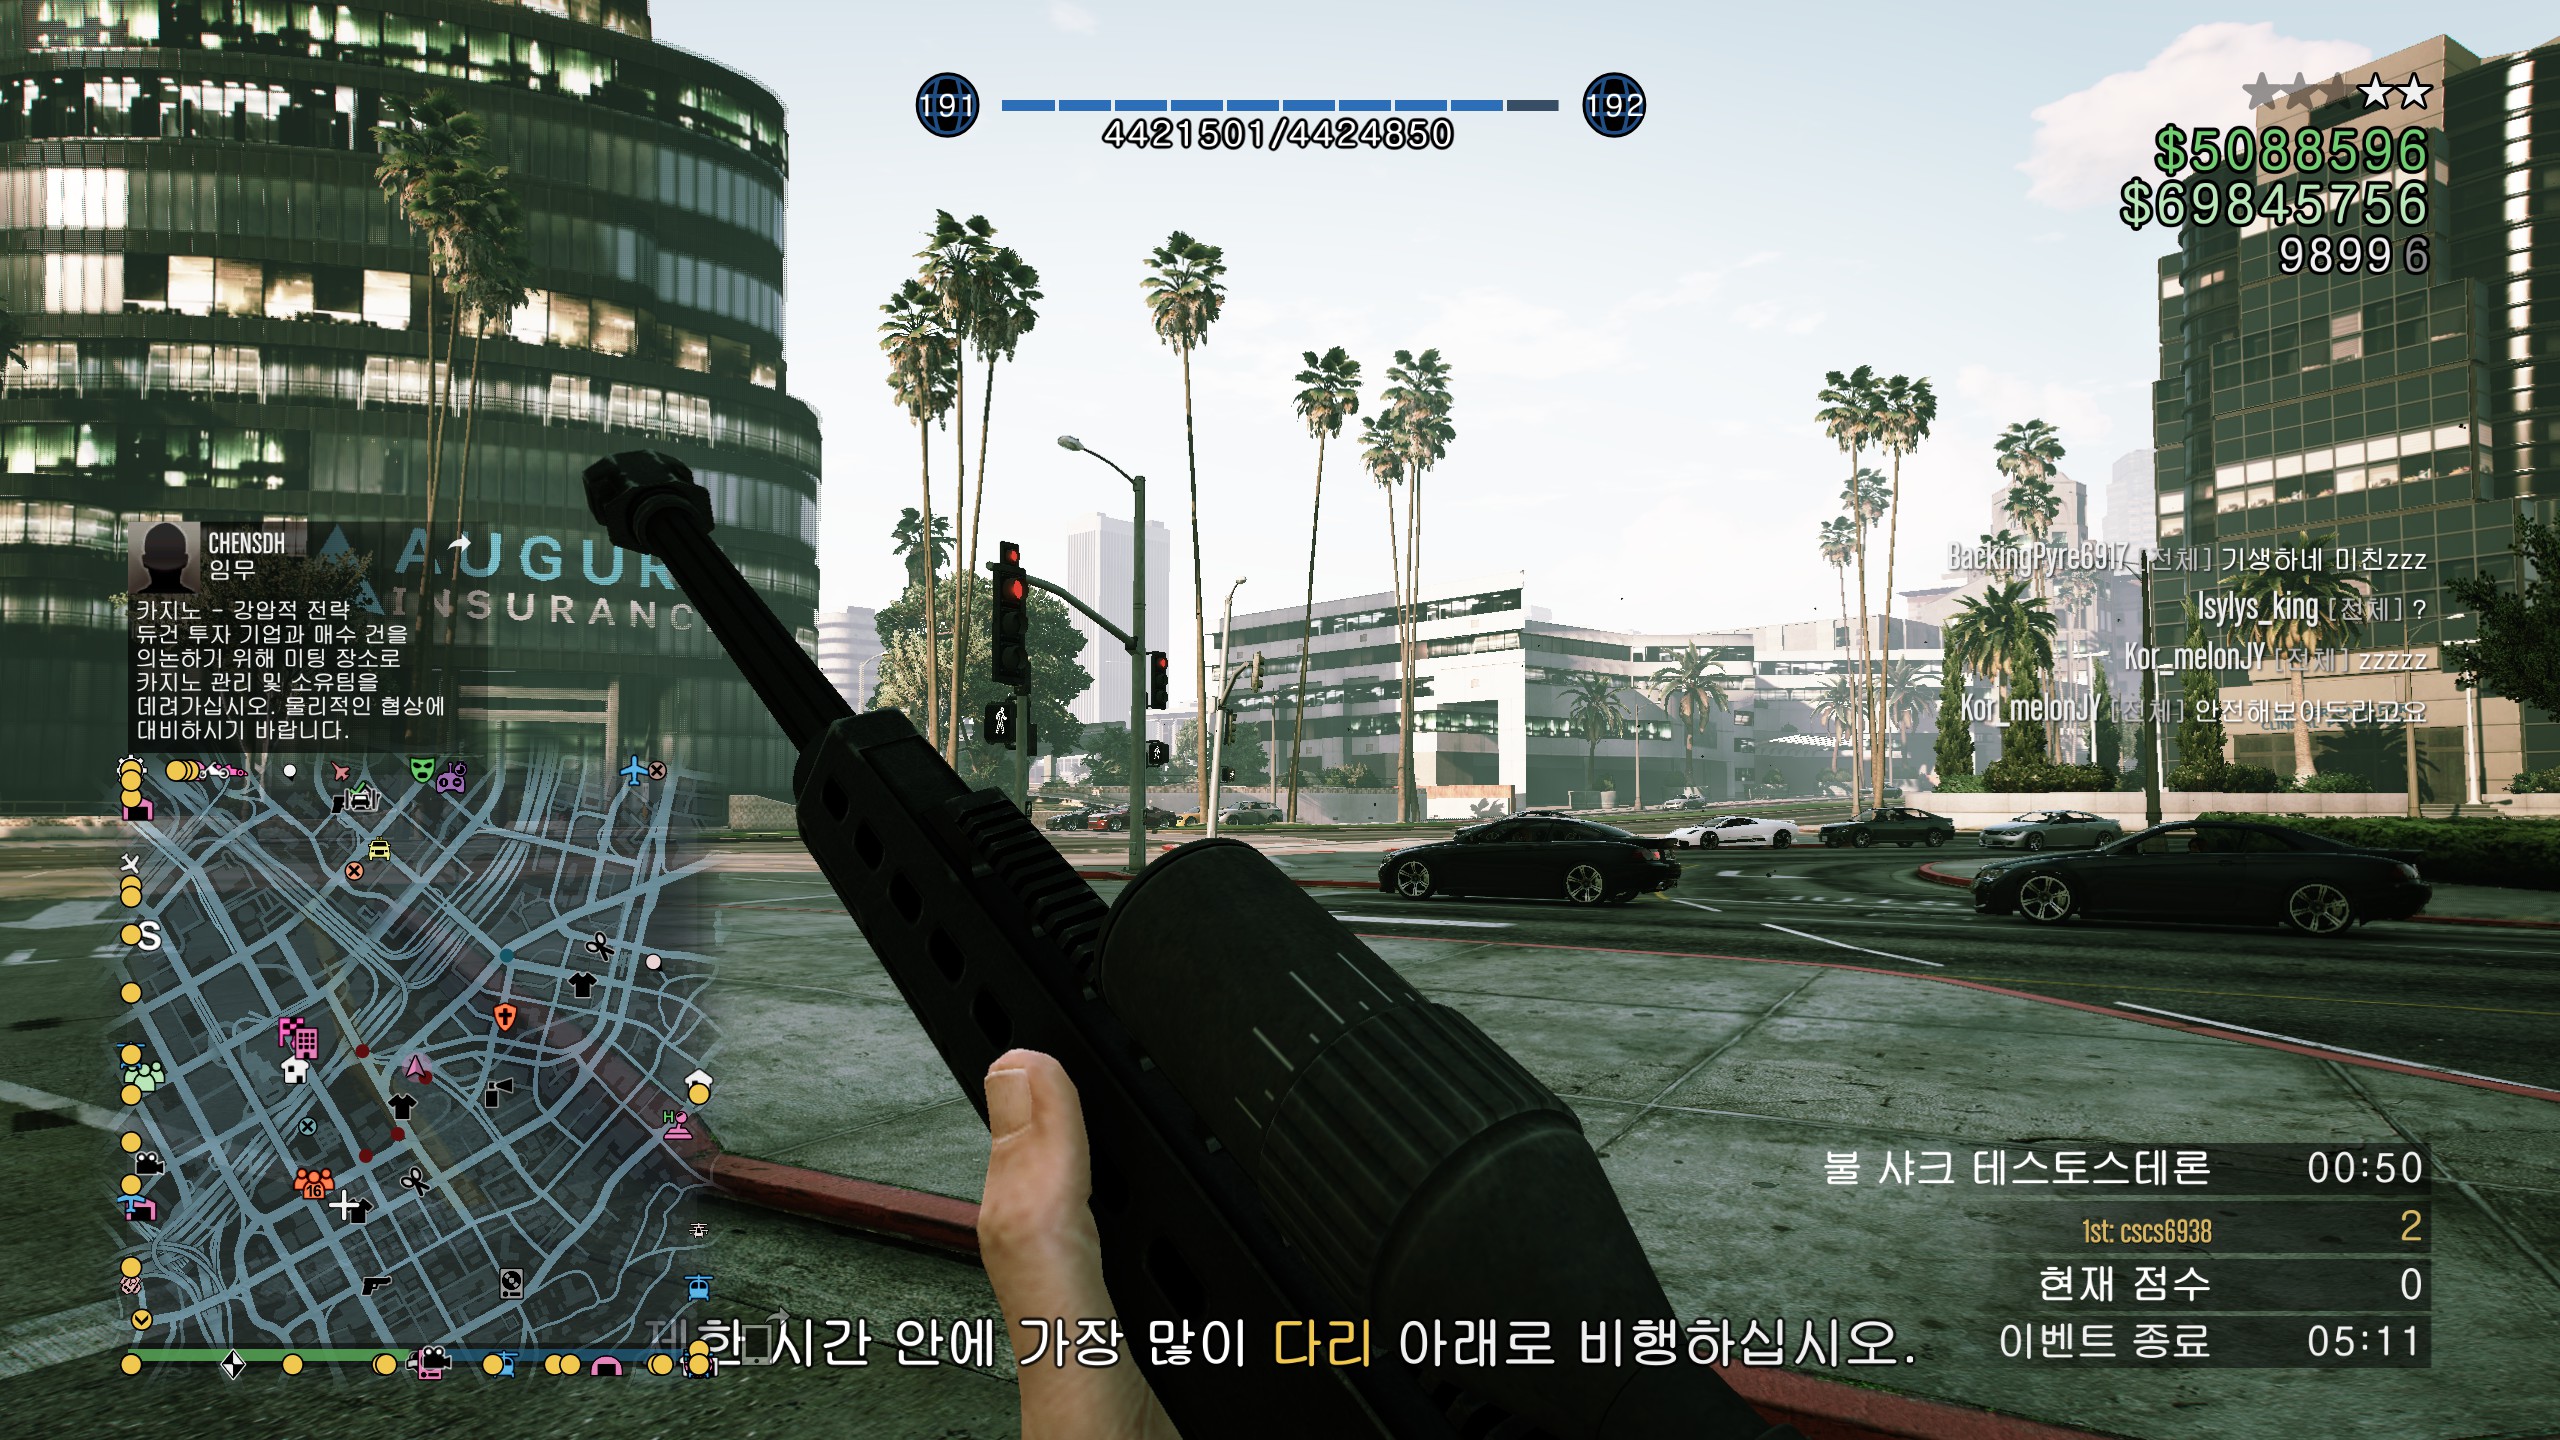 191
192
4421501/4424850
$5088596
$69845756
9899 6
AUGUR
INSURANC
CHENSDH
임무
카지노 - 강압적 전략
듀건 투자 기업과 매수 건을
의논하기 위해 미팅 장소로
카지노 관리 및 소유팀을
데려가십시오. 물리적인 협상에
대비하시기 바랍니다.
BackingPyre6917 [전체] 기생하네 미친zzz
lsylys_king [전체] ?
Kor_melonJY [전체] zzzzz
Kor_melonJY [전체] 안전해보이드라고요
S
H
16
불 샤크 테스토스테론 00:50
1st: cscs6938 2
현재 점수 0
이벤트 종료 05:11
제한 시간 안에 가장 많이 다리 아래로 비행하십시오.